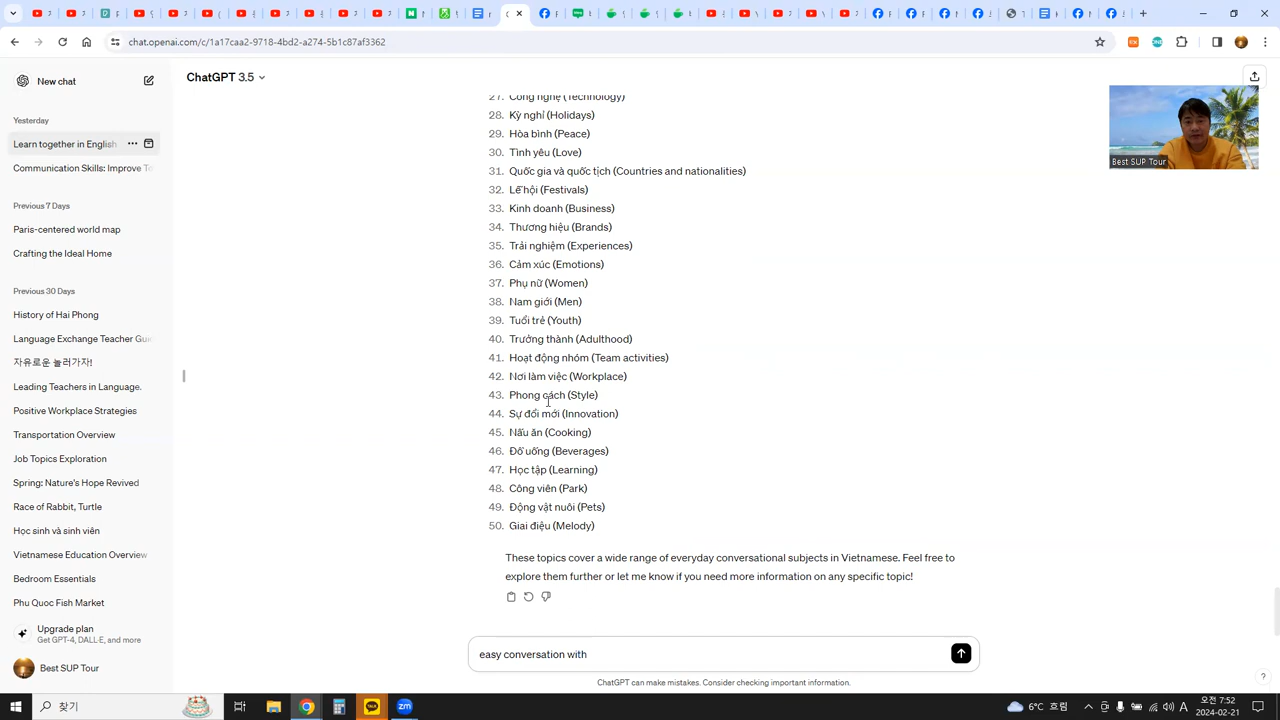 chat.openai.com/c/1a17caa2-9718-4bd2-a274-5b1c87af3362
New chat
ChatGPT 3.5
Yesterday
Learn together in English
Communication Skills: Improve To
Previous 7 Days
Paris-centered world map
Crafting the Ideal Home
Previous 30 Days
History of Hai Phong
Language Exchange Teacher Gu
자유로운 놀러가자!
Leading Teachers in Language.
Positive Workplace Strategies
Transportation Overview
Job Topics Exploration
Spring: Nature's Hope Revived
Race of Rabbit, Turtle
Học sinh và sinh viên
Vietnamese Education Overview
Bedroom Essentials
Phu Quoc Fish Market
Upgrade plan
Get GPT-4, DALL·E, and more
Best SUP Tour
27. Công nghệ (Technology)
28. Kỳ nghỉ (Holidays)
29. Hòa bình (Peace)
30. Tình yêu (Love)
31. Quốc gia và quốc tịch (Countries and nationalities)
32. Lễ hội (Festivals)
33. Kinh doanh (Business)
34. Thương hiệu (Brands)
35. Trải nghiệm (Experiences)
36. Cảm xúc (Emotions)
37. Phụ nữ (Women)
38. Nam giới (Men)
39. Tuổi trẻ (Youth)
40. Trưởng thành (Adulthood)
41. Hoạt động nhóm (Team activities)
42. Nơi làm việc (Workplace)
43. Phong cách (Style)
44. Sự đổi mới (Innovation)
45. Nấu ăn (Cooking)
46. Đồ uống (Beverages)
47. Học tập (Learning)
48. Công viên (Park)
49. Động vật nuôi (Pets)
50. Giai điệu (Melody)
These topics cover a wide range of everyday conversational subjects in Vietnamese. Feel free to
explore them further or let me know if you need more information on any specific topic!
easy conversation with
ChatGPT can make mistakes. Consider checking important information.
?
Best SUP Tour
찾기
TALK
zm
6°C 흐림
A
오전 7:52
2024-02-21